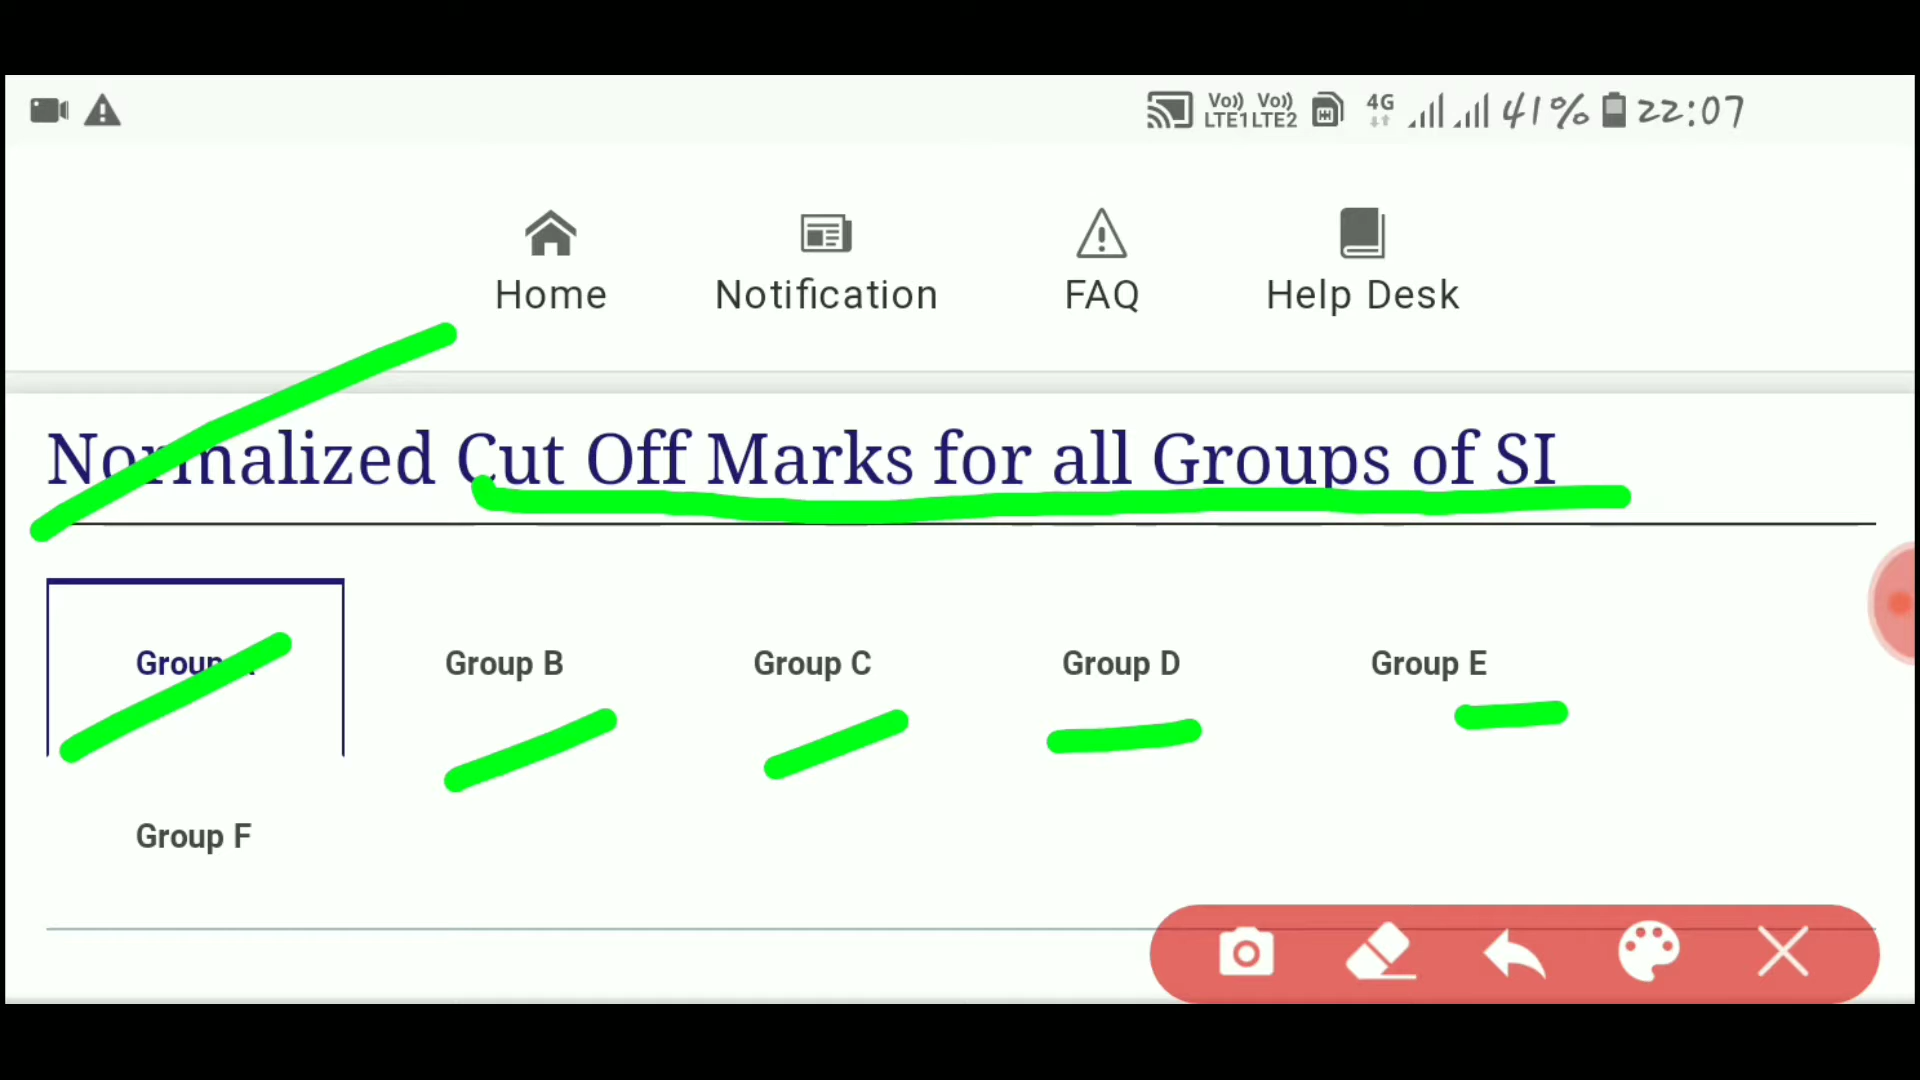 Vo)) Vo)) 4G 41% 22:07
LTE1 LTE2
Home Notification FAQ Help Desk
Normalized Cut Off Marks for all Groups of SI
Group Group B Group C Group D Group E
Group F